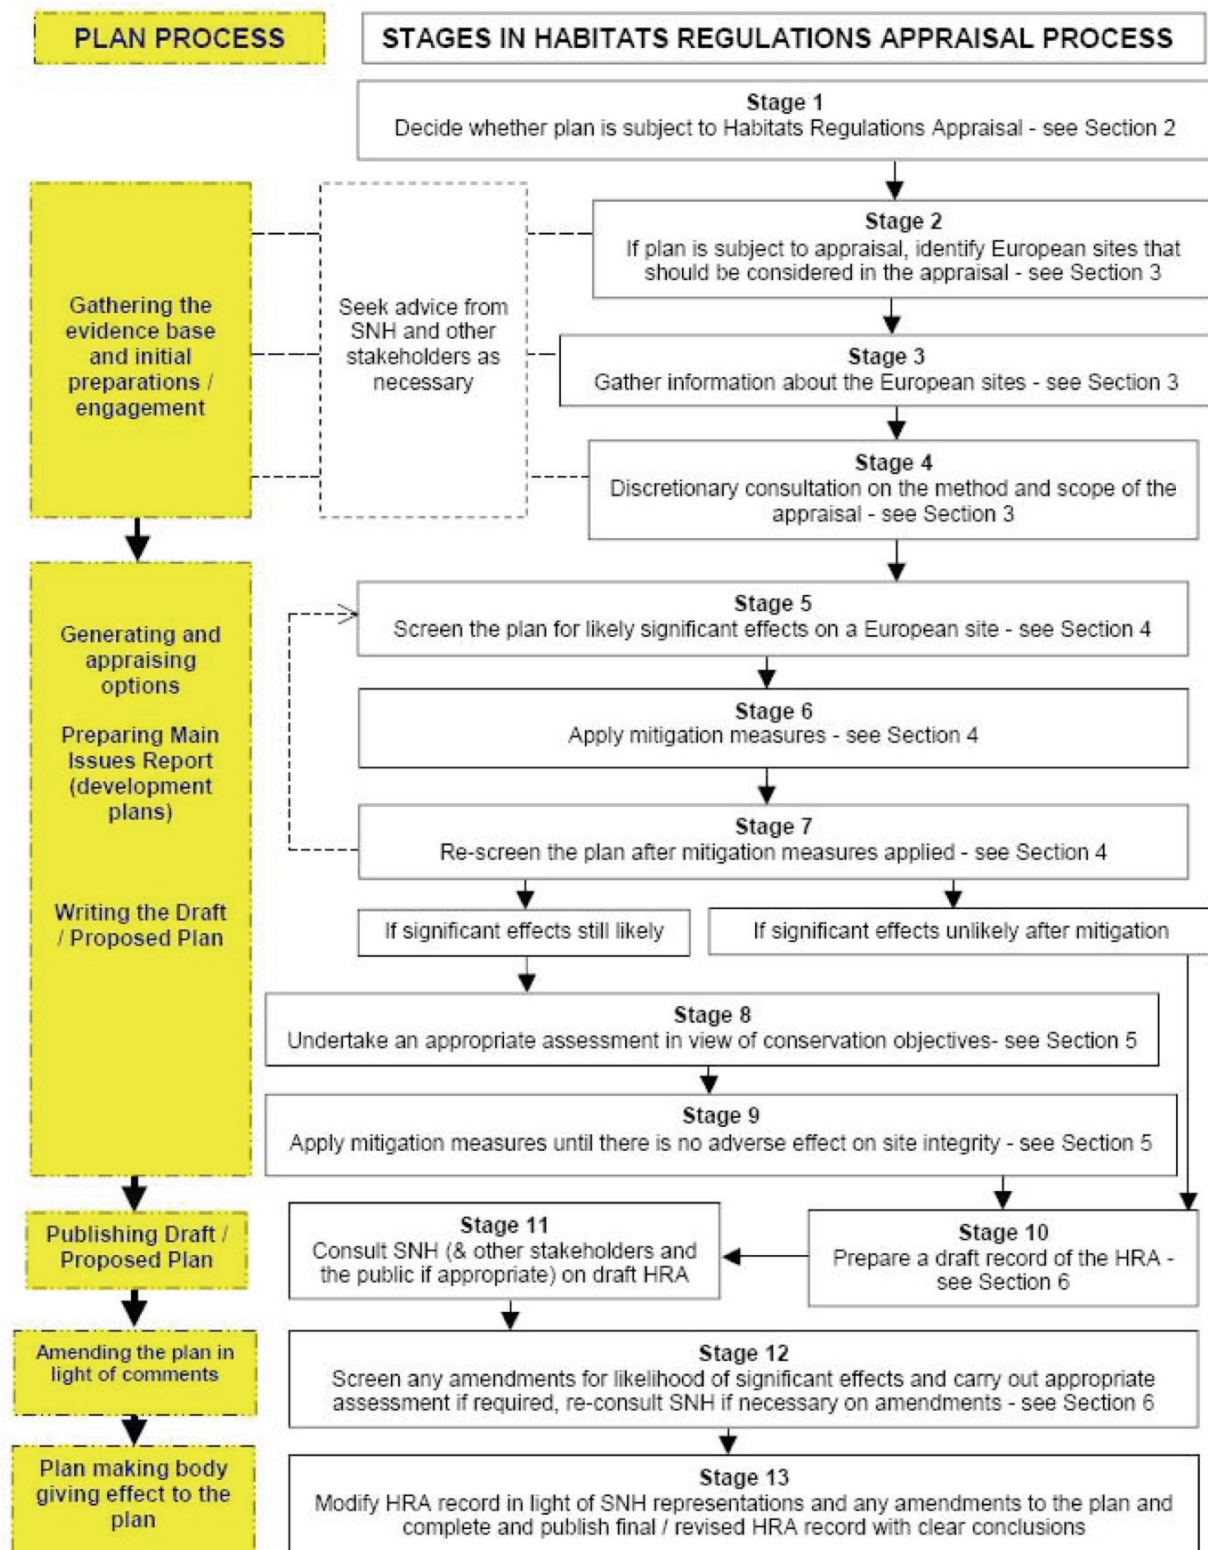 PLAN PROCESS
STAGES IN HABITATS REGULATIONS APPRAISAL PROCESS
Stage 1
Decide whether plan is subject to Habitats Regulations Appraisal - see Section 2
Gathering the
evidence base
and initial
preparations /
engagement
Seek advice from
SNH and other
stakeholders as
necessary
Stage 2
If plan is subject to appraisal, identify European sites that
should be considered in the appraisal - see Section 3
Stage 3
Gather information about the European sites - see Section 3
Stage 4
Discretionary consultation on the method and scope of the
appraisal - see Section 3
Generating and
appraising
options
Preparing Main
Issues Report
(development
plans)
Writing the Draft
/ Proposed Plan
Stage 5
Screen the plan for likely significant effects on a European site - see Section 4
Stage 6
Apply mitigation measures - see Section 4
Stage 7
Re-screen the plan after mitigation measures applied - see Section 4
If significant effects still likely
If significant effects unlikely after mitigation
Stage 8
Undertake an appropriate assessment in view of conservation objectives- see Section 5
Stage 9
Apply mitigation measures until there is no adverse effect on site integrity - see Section 5
Publishing Draft /
Proposed Plan
Stage 11
Consult SNH (& other stakeholders and
the public if appropriate) on draft HRA
Stage 10
Prepare a draft record of the HRA -
see Section 6
Amending the plan in
light of comments
Stage 12
Screen any amendments for likelihood of significant effects and carry out appropriate
assessment if required, re-consult SNH if necessary on amendments - see Section 6
Plan making body
giving effect to the
plan
Stage 13
Modify HRA record in light of SNH representations and any amendments to the plan and
complete and publish final / revised HRA record with clear conclusions